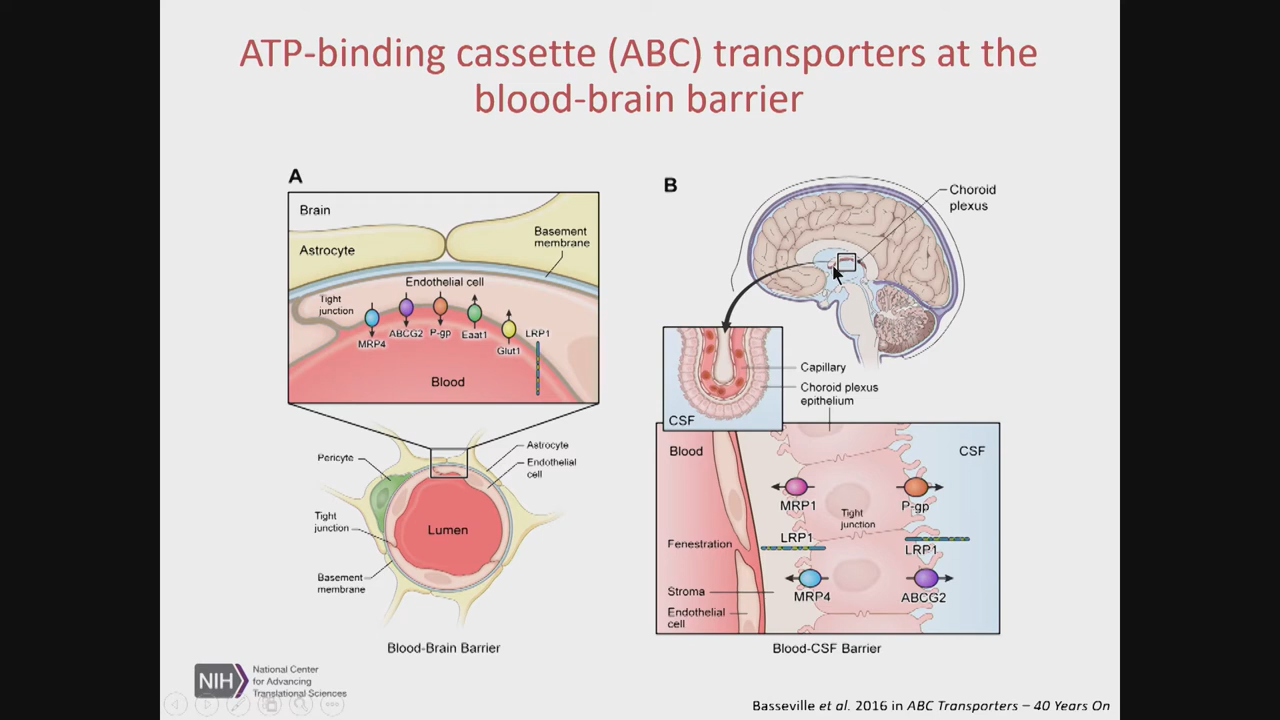 ATP-binding cassette (ABC) transporters at the
blood-brain barrier
A
Brain
Astrocyte
Basement
membrane
Endothelial cell
Tight
junction
MRP4
ABCG2
P-gp
Eaat1
Glut1
LRP1
Blood
Pericyte
Astrocyte
Endothelial
cell
Tight
junction
Lumen
Basement
membrane
Blood-Brain Barrier
B
Choroid
plexus
Capillary
Choroid plexus
epithelium
CSF
Blood
CSF
MRP1
P-gp
Tight
junction
Fenestration
LRP1
LRP1
Stroma
MRP4
ABCG2
Endothelial
cell
Blood-CSF Barrier
NIH
National Center
for Advancing
Translational Sciences
Basseville et al. 2016 in ABC Transporters – 40 Years On